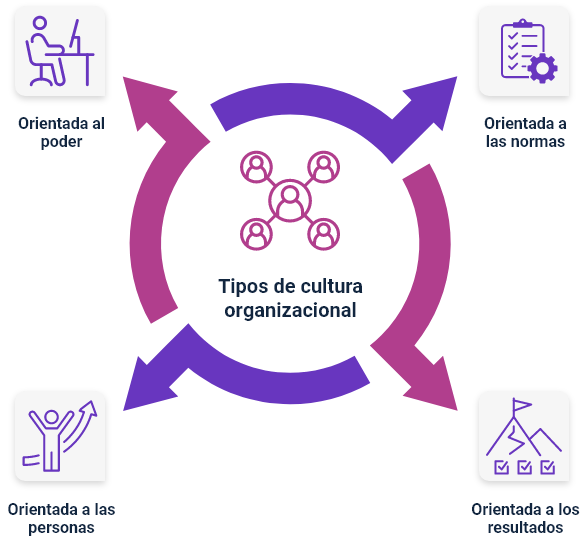 Orientada al
poder
Orientada a
las normas
Tipos de cultura
organizacional
Orientada a las
personas
Orientada a los
resultados